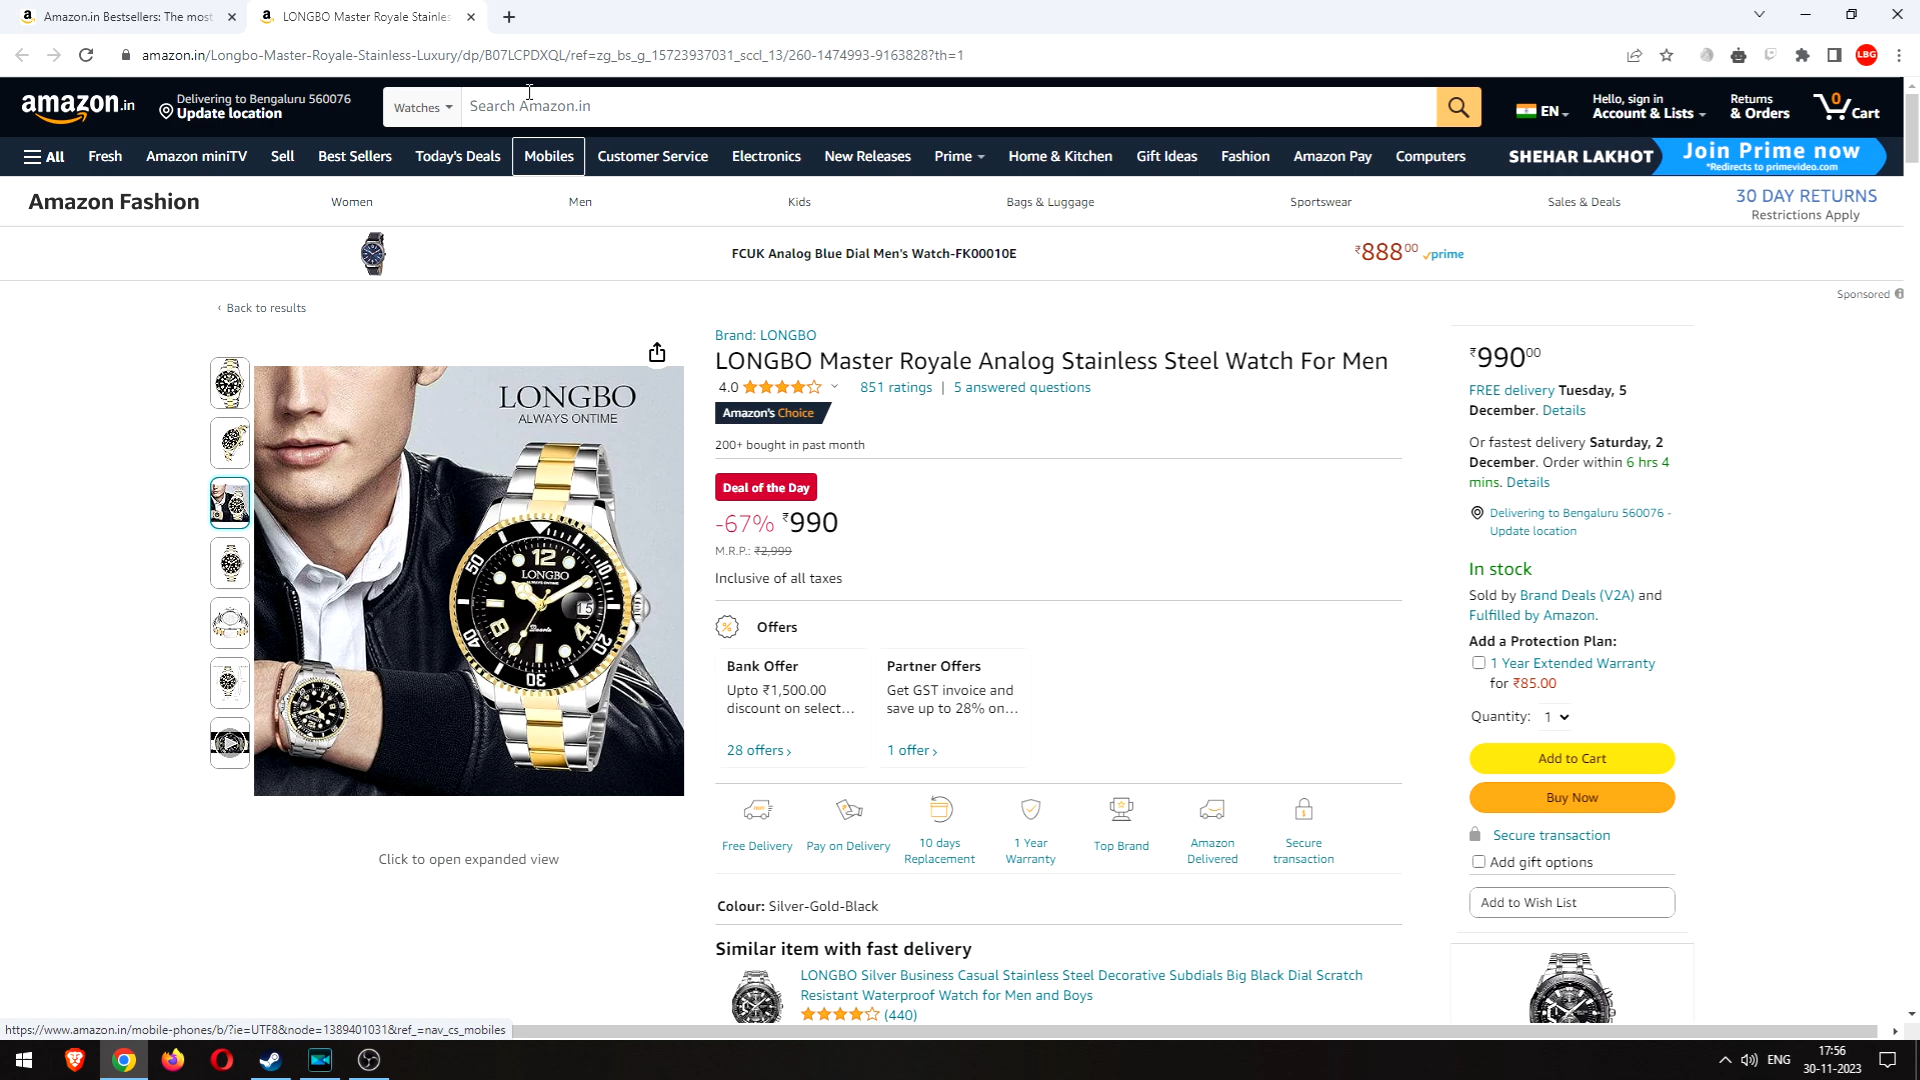 Amazon.in Bestsellers: The most
LONGBO Master Royale Stainles
amazon.in/Longbo-Master-Royale-Stainless-Luxury/dp/B07LCPDXQL/ref=zg_bs_g_15723937031_sccl_13/260-1474993-9163828?th=1
LBG
amazon.in
Delivering to Bengaluru 560076
Update location
Watches
Search Amazon.in
EN
Hello, sign in
Account & Lists
Returns
& Orders
0
Cart
All
Fresh
Amazon miniTV
Sell
Best Sellers
Today's Deals
Mobiles
Customer Service
Electronics
New Releases
Prime
Home & Kitchen
Gift Ideas
Fashion
Amazon Pay
Computers
SHEHAR LAKHOT
Join Prime now
*Redirects to primevideo.com
Amazon Fashion
Women
Men
Kids
Bags & Luggage
Sportswear
Sales & Deals
30 DAY RETURNS
Restrictions Apply
FCUK Analog Blue Dial Men's Watch-FK00010E
₹888⁰⁰ prime
Sponsored
‹ Back to results
LONGBO
ALWAYS ONTIME
12
LONGBO
ALWAYS ONTIME
15
8
4
50
10
40
20
30
Click to open expanded view
Brand: LONGBO
LONGBO Master Royale Analog Stainless Steel Watch For Men
4.0
851 ratings | 5 answered questions
Amazon's Choice
200+ bought in past month
Deal of the Day
-67% ₹990
M.R.P.: ₹2,999
Inclusive of all taxes
Offers
Bank Offer
Upto ₹1,500.00
discount on select...
28 offers ›
Partner Offers
Get GST invoice and
save up to 28% on...
1 offer ›
Free Delivery
Pay on Delivery
10 days
Replacement
1 Year
Warranty
Top Brand
Amazon
Delivered
Secure
transaction
Colour: Silver-Gold-Black
Similar item with fast delivery
LONGBO Silver Business Casual Stainless Steel Decorative Subdials Big Black Dial Scratch
Resistant Waterproof Watch for Men and Boys
(440)
₹990⁰⁰
FREE delivery Tuesday, 5
December. Details
Or fastest delivery Saturday, 2
December. Order within 6 hrs 4
mins. Details
Delivering to Bengaluru 560076 -
Update location
In stock
Sold by Brand Deals (V2A) and
Fulfilled by Amazon.
Add a Protection Plan:
1 Year Extended Warranty
for ₹85.00
Quantity: 1
Add to Cart
Buy Now
Secure transaction
Add gift options
Add to Wish List
https://www.amazon.in/mobile-phones/b/?ie=UTF8&node=1389401031&ref_=nav_cs_mobiles
ENG
17:56
30-11-2023